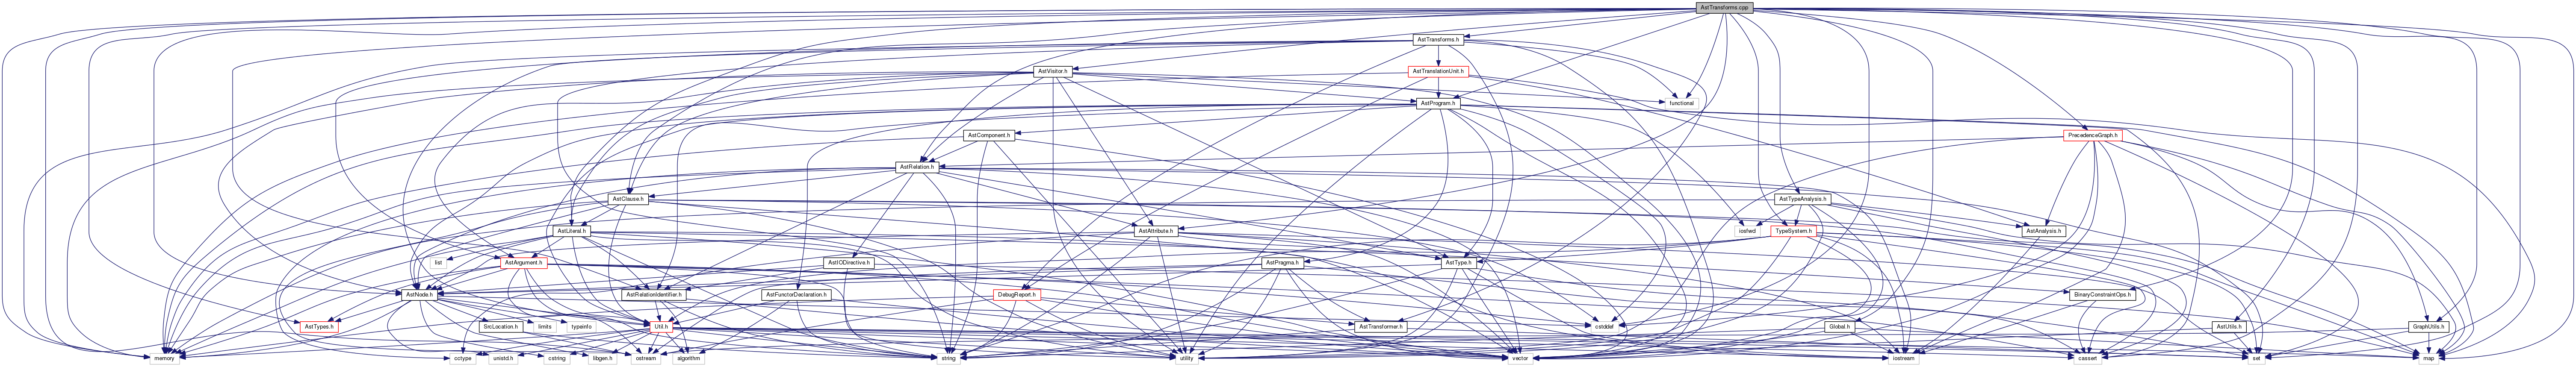 AstTransforms.cpp
AstTransforms.h
AstVisitor.h
AstTranslationUnit.h
AstProgram.h
functional
AstComponent.h
PrecedenceGraph.h
AstRelation.h
AstClause.h
AstTypeAnalysis.h
AstLiteral.h
AstAttribute.h
iosfwd
TypeSystem.h
AstAnalysis.h
list
AstArgument.h
AstIODirective.h
AstPragma.h
AstType.h
AstNode.h
AstRelationIdentifier.h
AstFunctorDeclaration.h
DebugReport.h
BinaryConstraintOps.h
AstTypes.h
SrcLocation.h
limits
typeinfo
Util.h
AstTransformer.h
cstddef
Global.h
AstUtils.h
GraphUtils.h
memory
cctype
unistd.h
cstring
libgen.h
ostream
algorithm
string
utility
vector
iostream
cassert
set
map